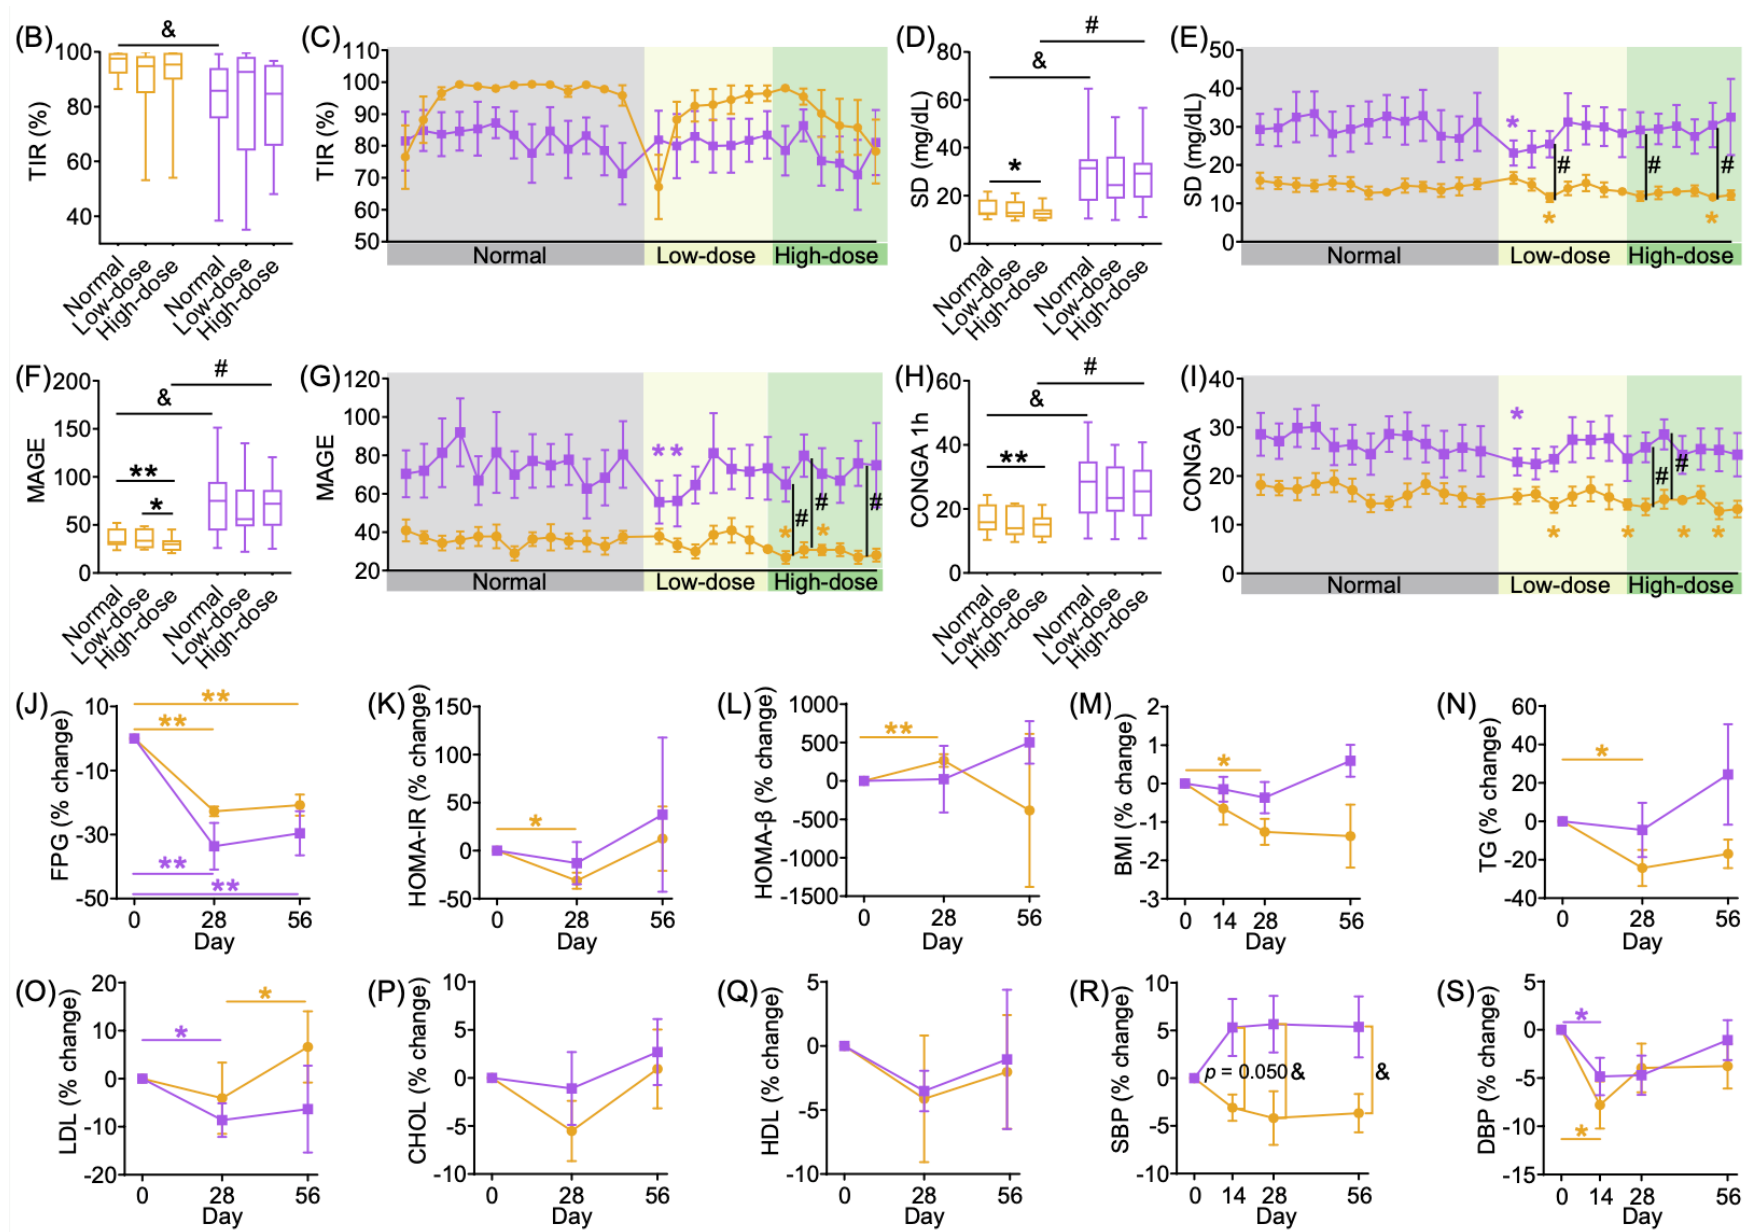 (B)
TIR (%)
100
80
60
40
&
Normal
Low-dose
High-dose
Normal
Low-dose
High-dose
(C)
TIR (%)
110
100
90
80
70
60
50
Normal
Low-dose
High-dose
(D)
SD (mg/dL)
80
60
40
20
0
#
&
*
Normal
Low-dose
High-dose
Normal
Low-dose
High-dose
(E)
SD (mg/dL)
50
40
30
20
10
0
*
#
#
#
*
*
Normal
Low-dose
High-dose
(F)
MAGE
200
150
100
50
0
#
&
**
*
Normal
Low-dose
High-dose
Normal
Low-dose
High-dose
(G)
MAGE
120
100
80
60
40
20
**
#
#
#
*
*
Normal
Low-dose
High-dose
(H)
CONGA 1h
60
40
20
0
#
&
**
Normal
Low-dose
High-dose
Normal
Low-dose
High-dose
(I)
CONGA
40
30
20
10
0
*
#
#
*
*
*
*
Normal
Low-dose
High-dose
(J)
FPG (% change)
10
-10
-30
-50
**
**
**
**
0
28
56
Day
(K)
HOMA-IR (% change)
150
100
50
0
-50
*
0
28
56
Day
(L)
HOMA-β (% change)
1000
500
0
-500
-1000
-1500
**
0
28
56
Day
(M)
BMI (% change)
2
1
0
-1
-2
-3
*
0
14
28
56
Day
(N)
TG (% change)
60
40
20
0
-20
-40
*
0
28
56
Day
(O)
LDL (% change)
20
10
0
-10
-20
*
*
0
28
56
Day
(P)
CHOL (% change)
10
5
0
-5
-10
0
28
56
Day
(Q)
HDL (% change)
5
0
-5
-10
0
28
56
Day
(R)
SBP (% change)
10
5
0
-5
-10
p = 0.050
&
&
0
14
28
56
Day
(S)
DBP (% change)
5
0
-5
-10
-15
*
*
0
14
28
56
Day